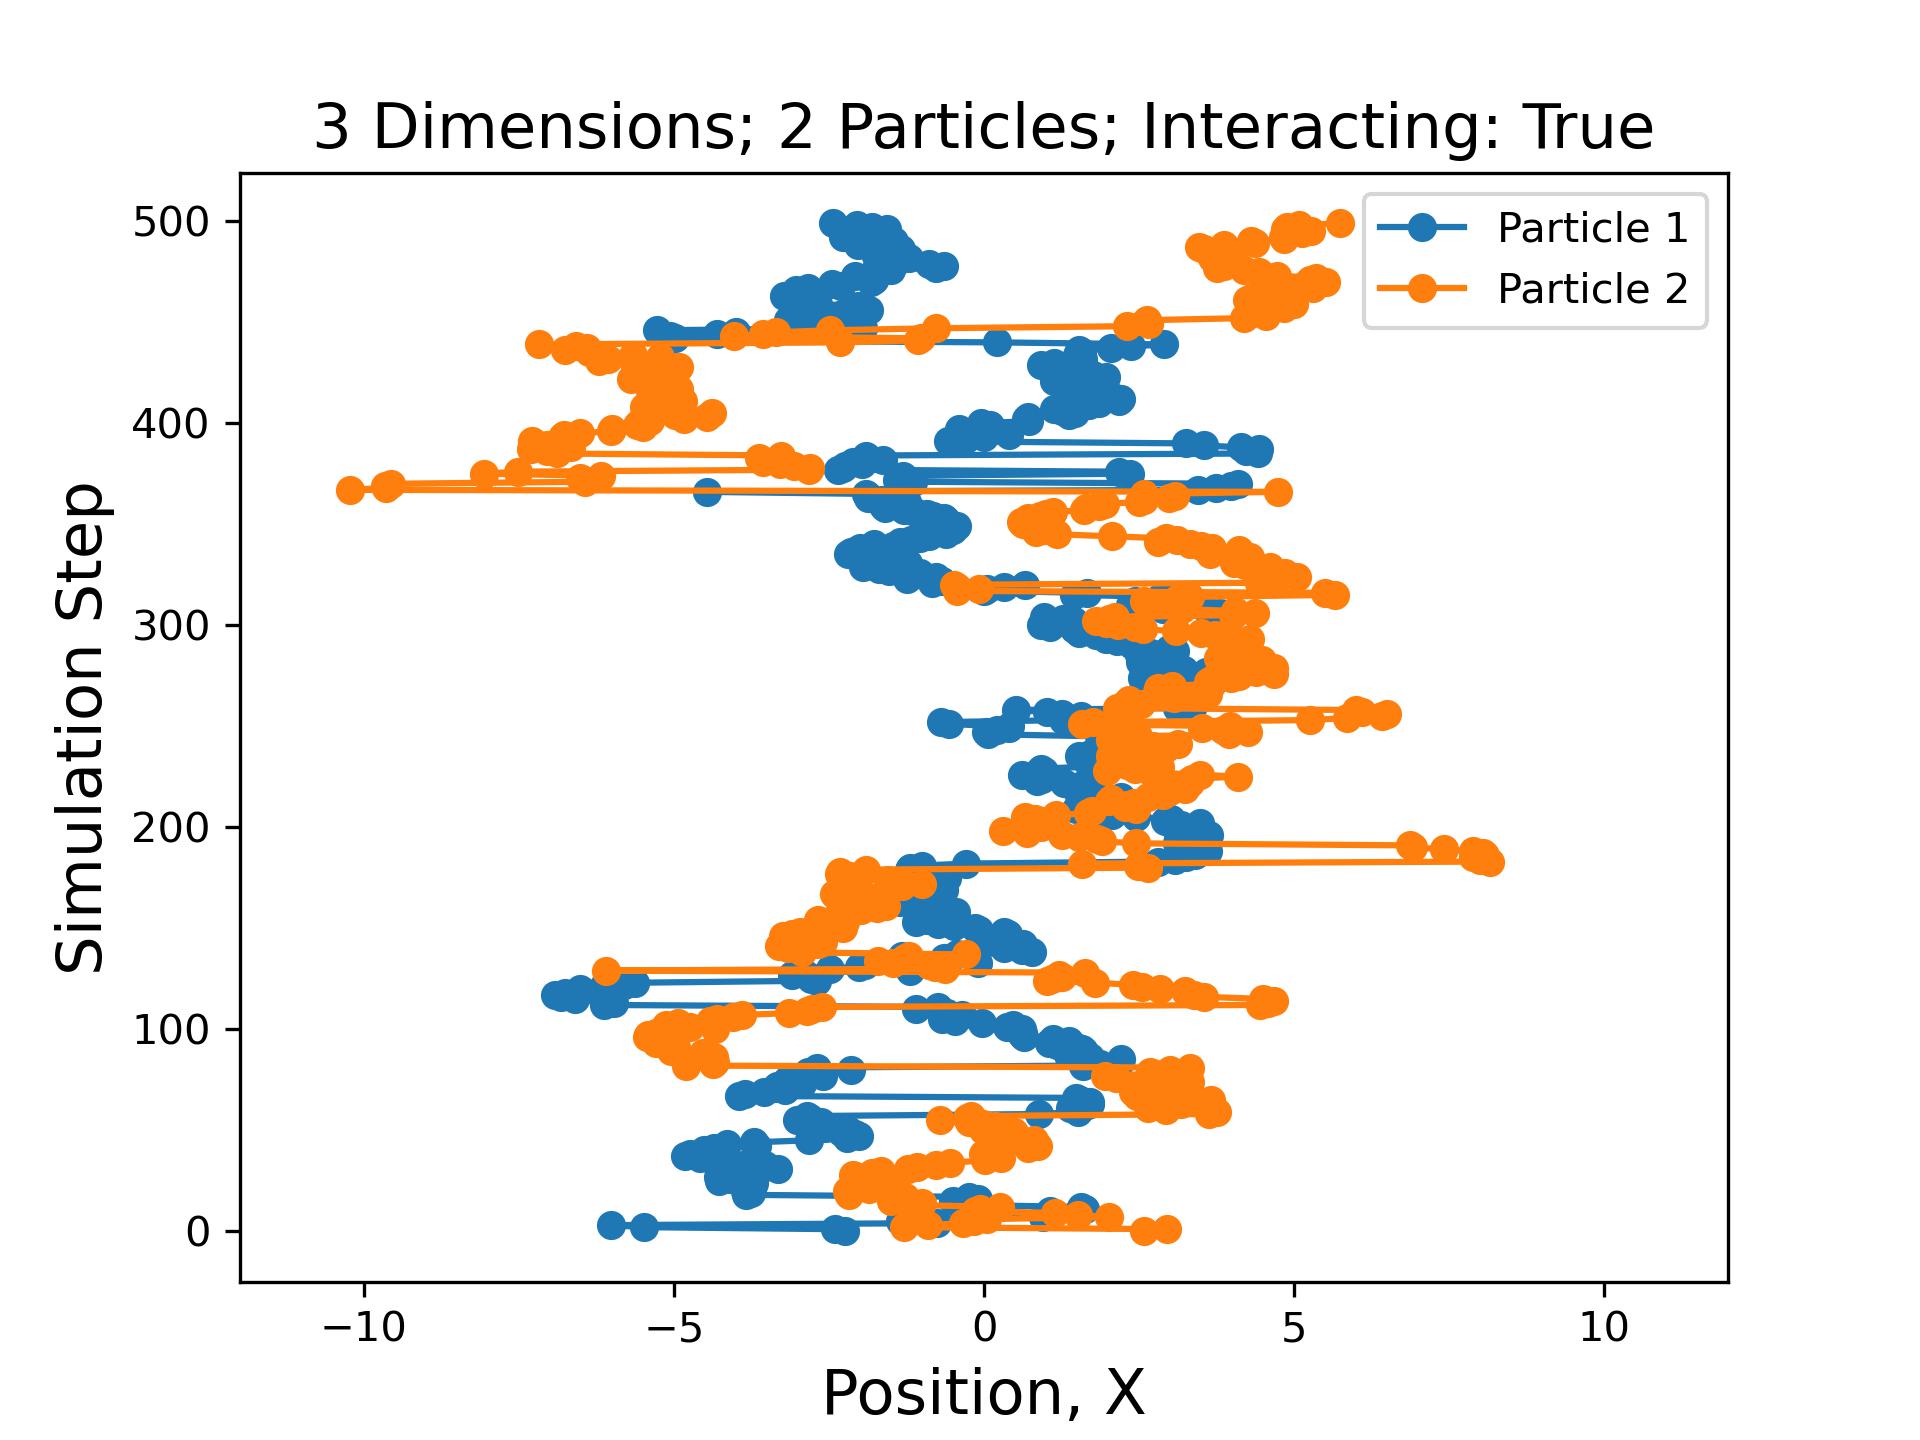 3 Dimensions; 2 Particles; Interacting: True
Particle 1
Particle 2
Simulation Step
500
400
300
200
100
0
−10
−5
0
5
10
Position, X